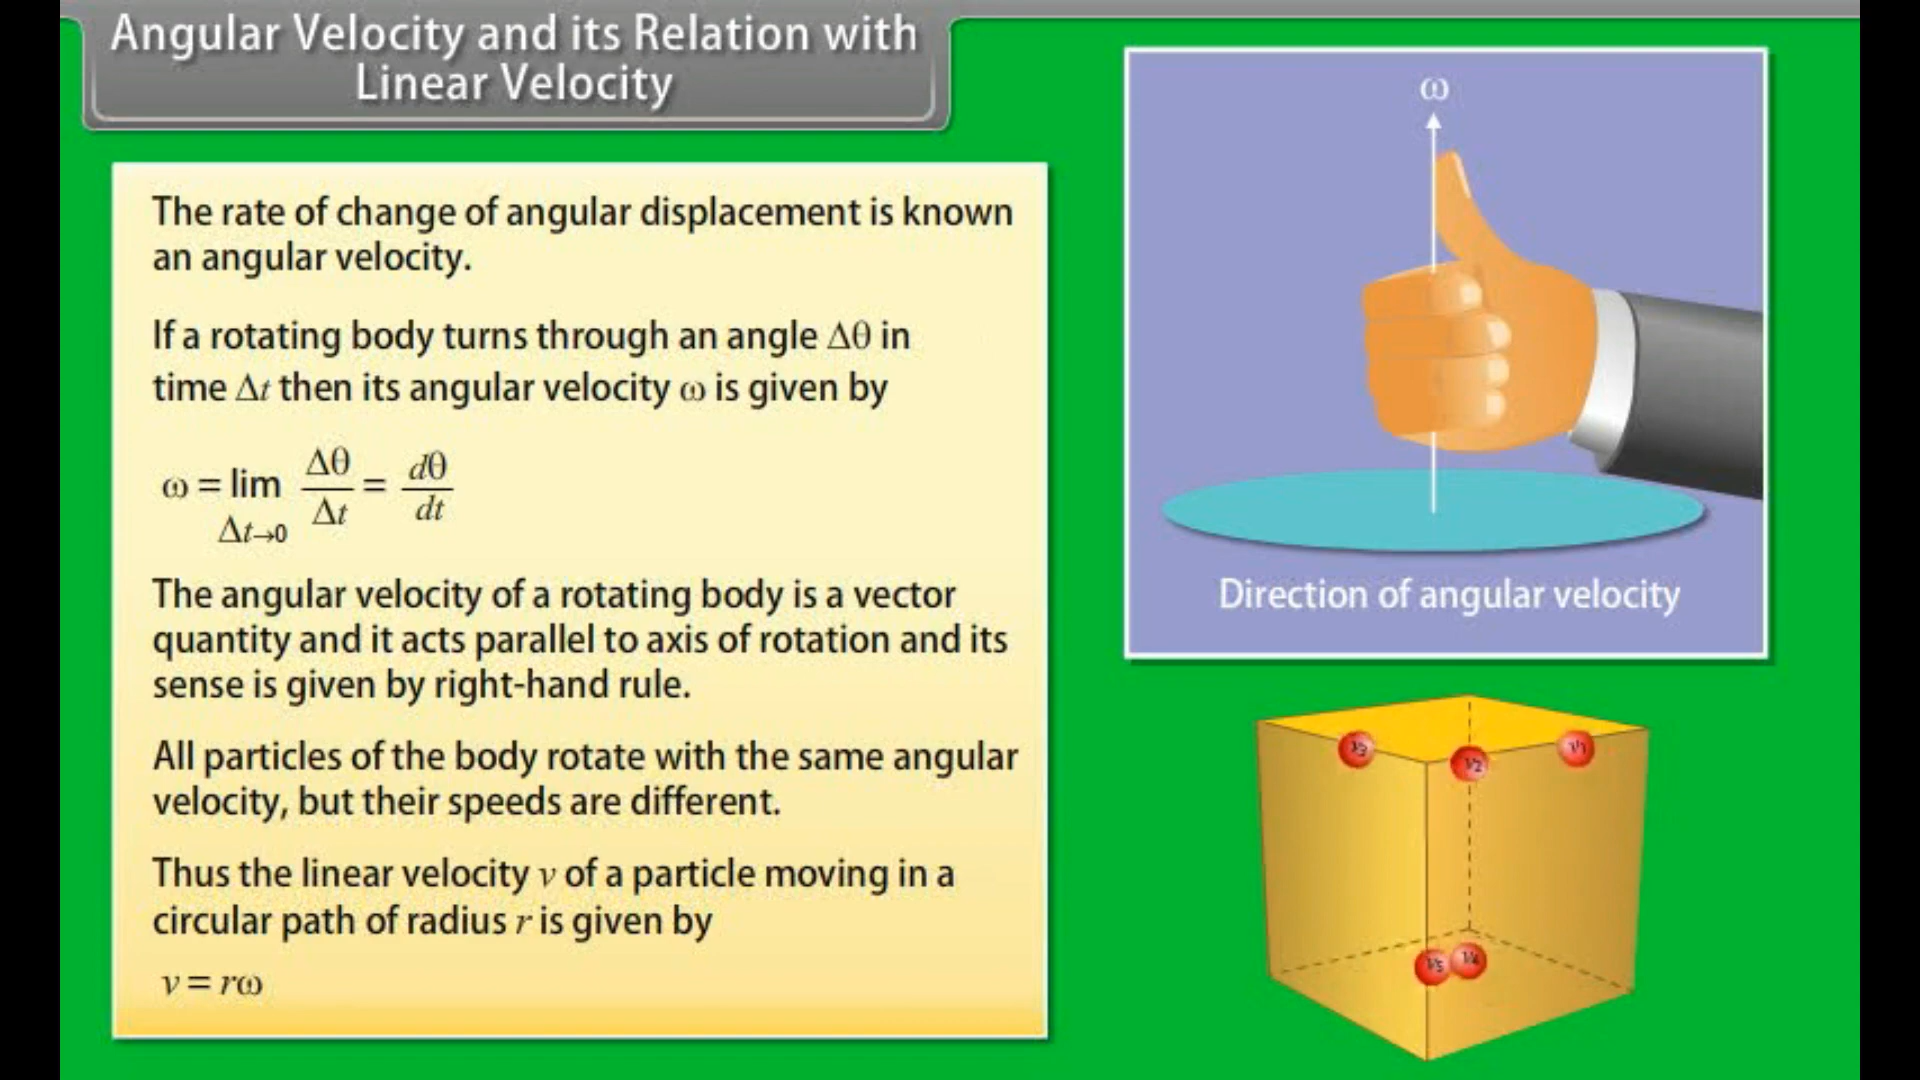 Angular Velocity and its Relation with
Linear Velocity
The rate of change of angular displacement is known
an angular velocity.
If a rotating body turns through an angle Δθ in
time Δt then its angular velocity ω is given by
ω = lim Δθ/Δt = dθ/dt
Δt→0
The angular velocity of a rotating body is a vector
quantity and it acts parallel to axis of rotation and its
sense is given by right-hand rule.
All particles of the body rotate with the same angular
velocity, but their speeds are different.
Thus the linear velocity v of a particle moving in a
circular path of radius r is given by
v = rω
ω
Direction of angular velocity
v3
v2
v1
v5
v4